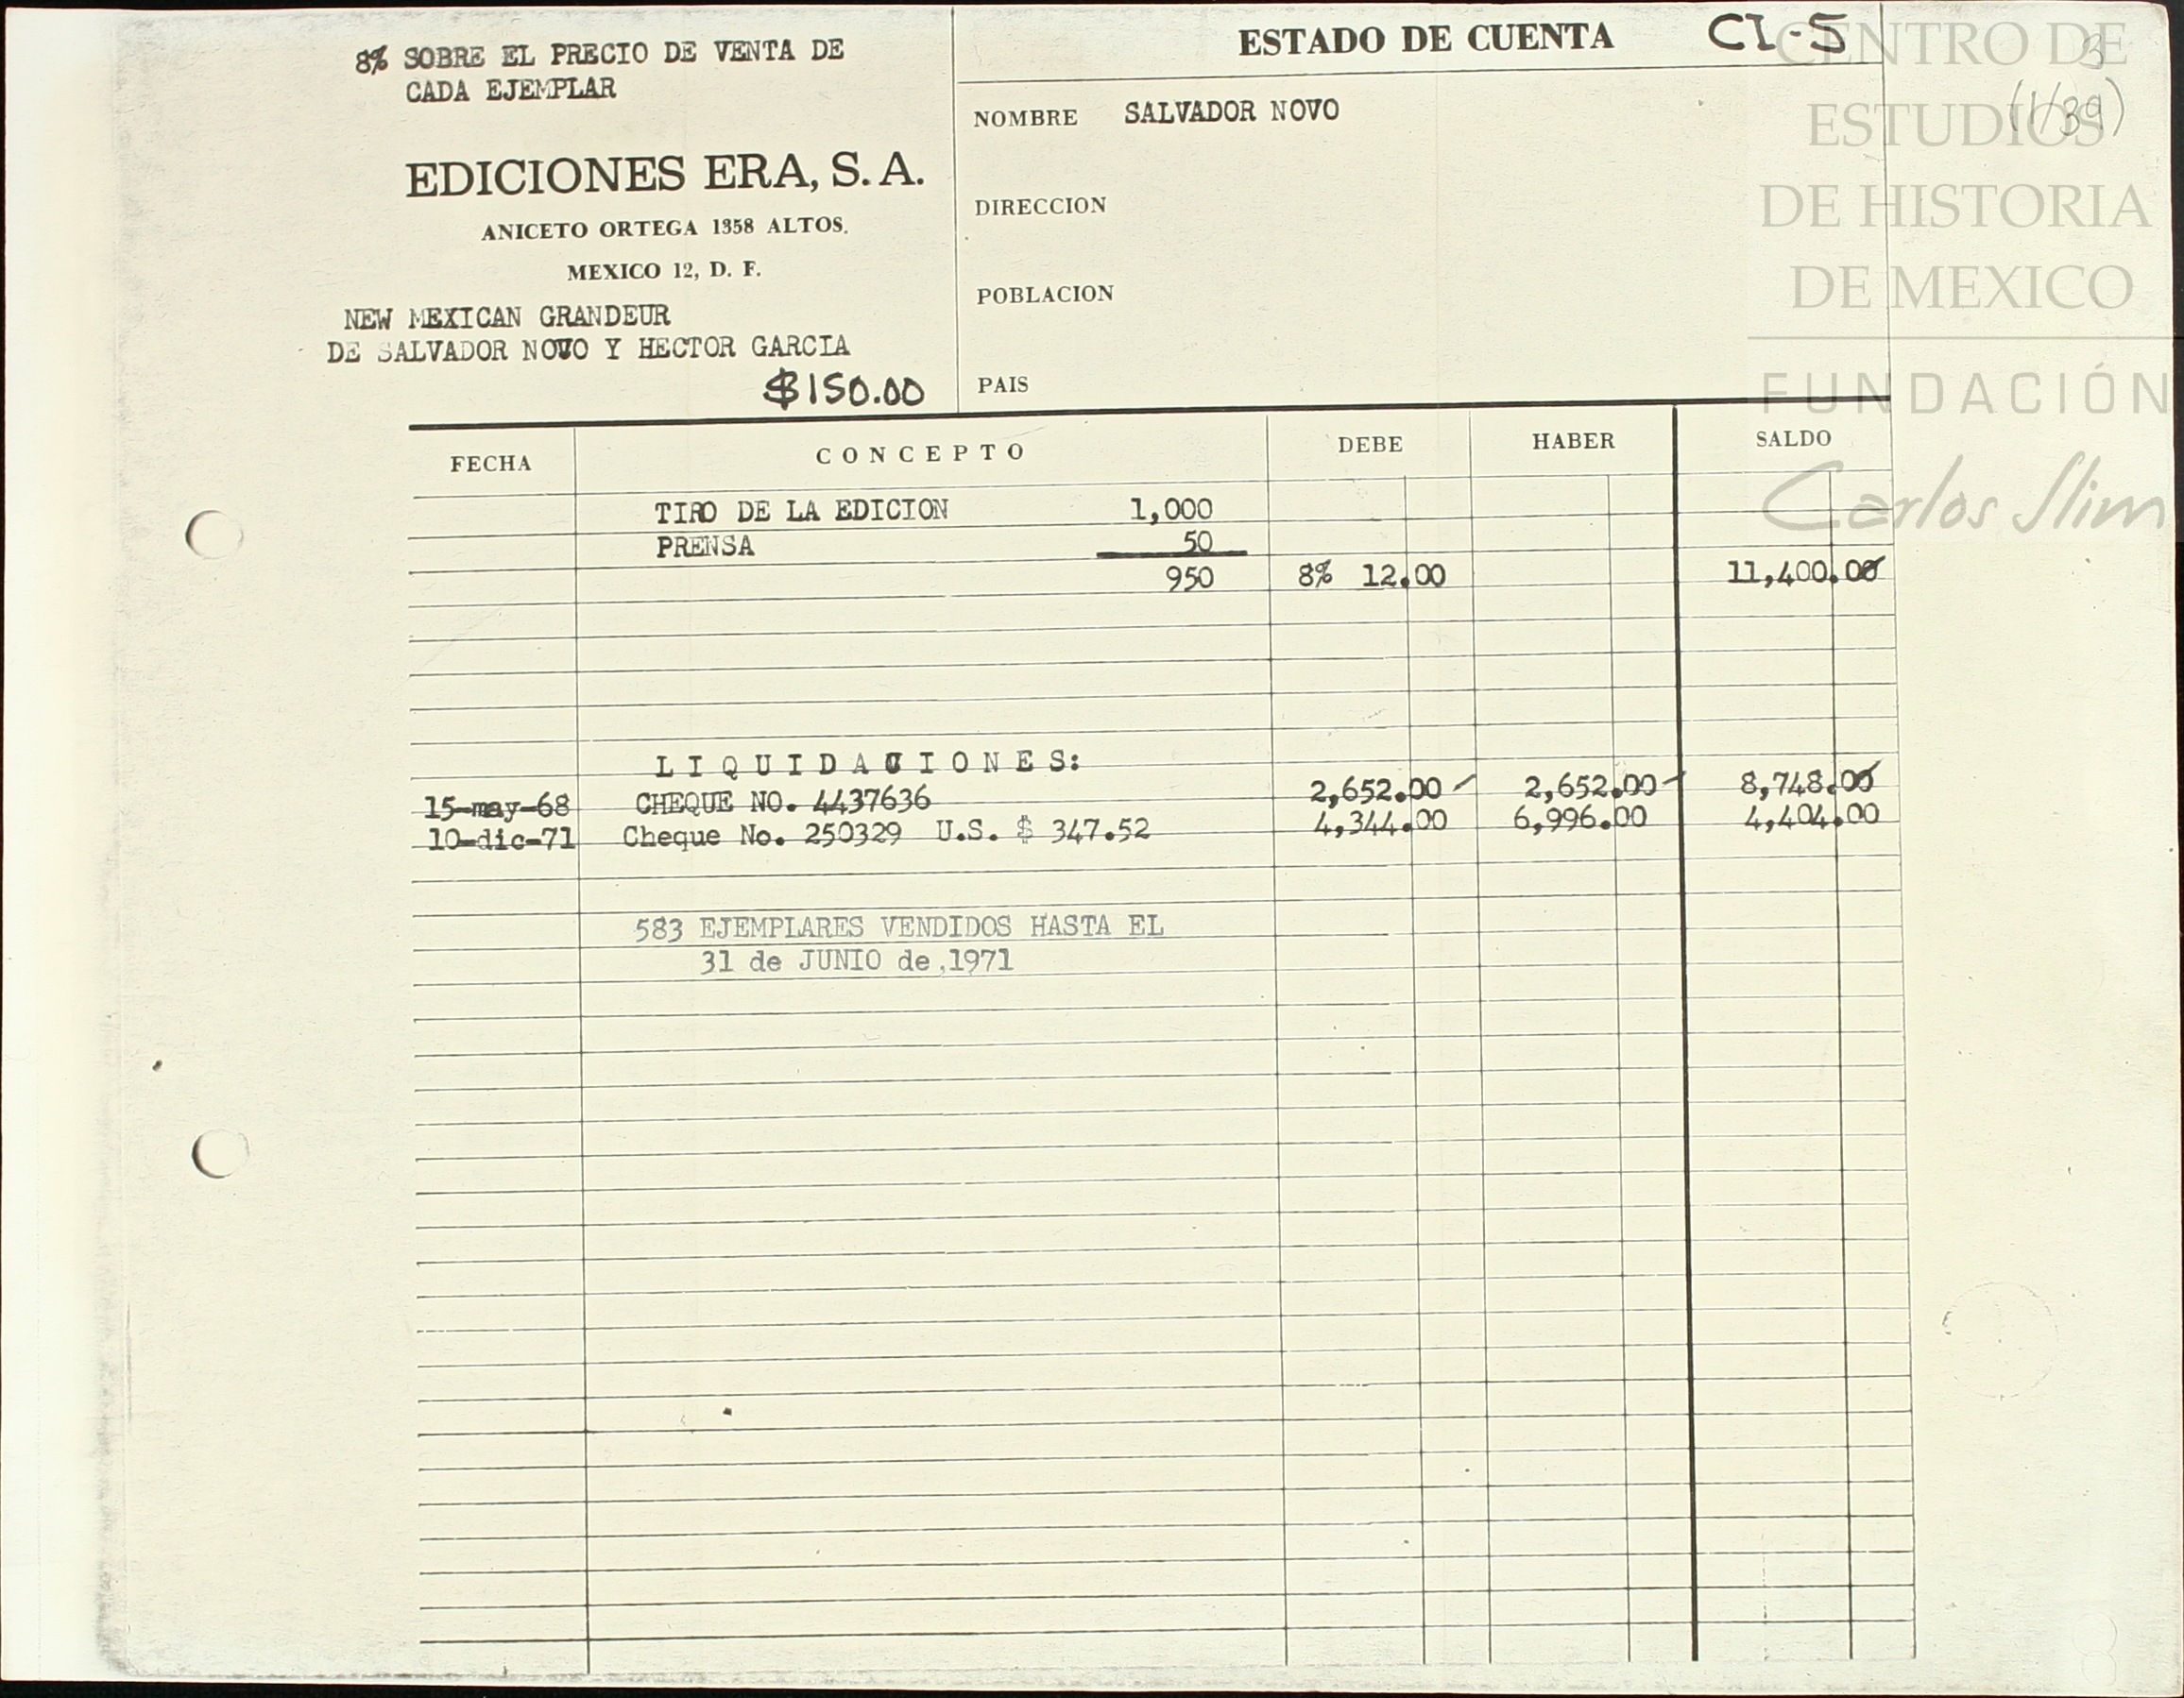 8% SOBRE EL PRECIO DE VENTA DE
CADA EJEMPLAR
EDICIONES ERA, S. A.
ANICETO ORTEGA 1358 ALTOS.
MEXICO 12, D. F.
NEW MEXICAN GRANDEUR
DE SALVADOR NOVO Y HECTOR GARCIA
$150.00
ESTADO DE CUENTA CI-5
3
(1/39)
NOMBRE SALVADOR NOVO
DIRECCION
POBLACION
PAIS
CENTRO DE
ESTUDIOS
DE HISTORIA
DE MEXICO
FUNDACIÓN
Carlos Slim
FECHA CONCEPTO DEBE HABER SALDO
TIRO DE LA EDICION 1,000
PRENSA 50
950 8% 12.00 11,400.00
LIQUIDACIONES:
15-may-68 CHEQUE NO. 4437636 2,652.00 2,652.00 8,748.00
10-dic-71 Cheque No. 250329 U.S. $ 347.52 4,344.00 6,996.00 4,404.00
583 EJEMPLARES VENDIDOS HASTA EL
31 de JUNIO de,1971